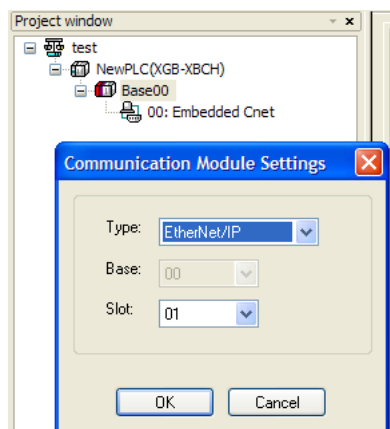 Project window
test
NewPLC(XGB-XBCH)
Base00
00: Embedded Cnet
Communication Module Settings
Type: EtherNet/IP
Base: 00
Slot: 01
OK Cancel